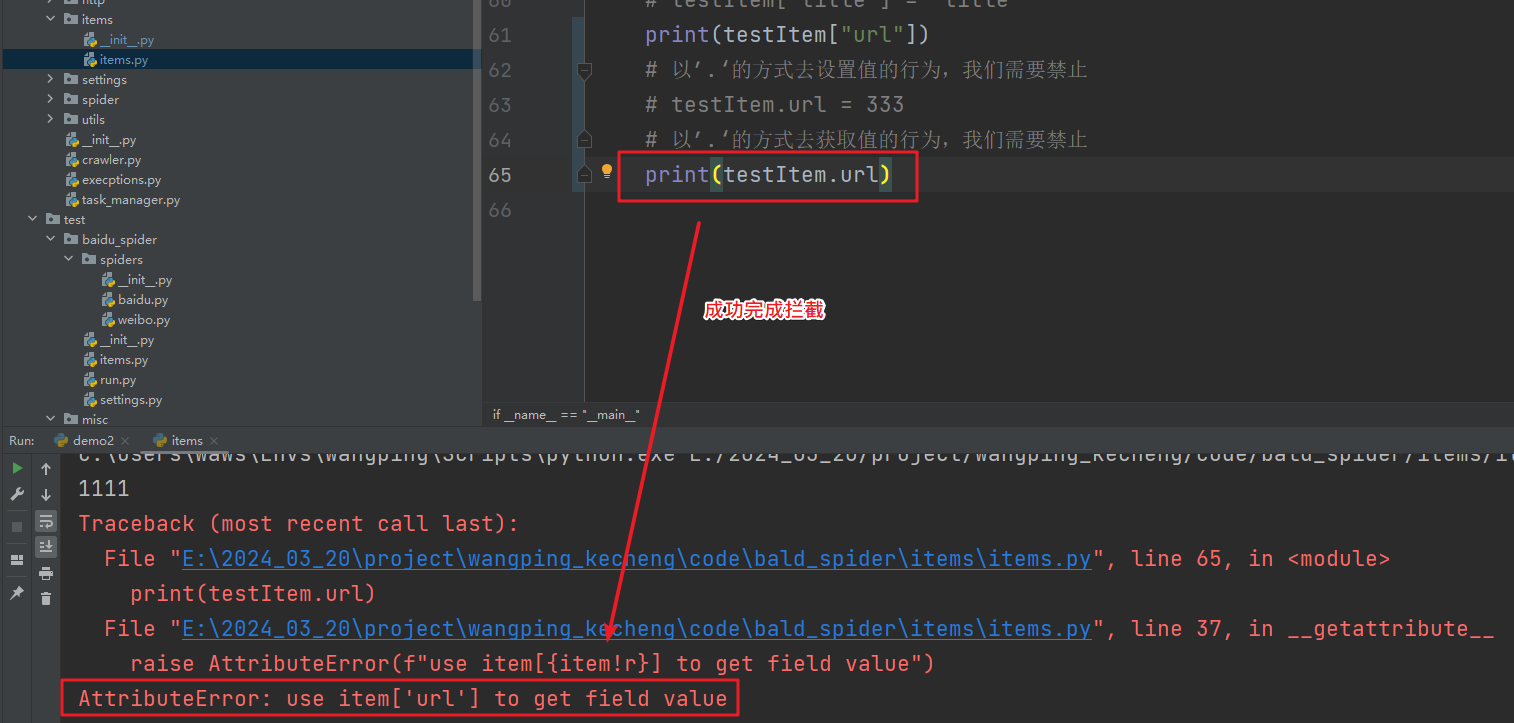 http
items
__init__.py
items.py
settings
spider
utils
__init__.py
crawler.py
execptions.py
task_manager.py
test
baidu_spider
spiders
__init__.py
baidu.py
weibo.py
__init__.py
items.py
run.py
settings.py
misc
60 # testItem["title"] = "title"
61 print(testItem["url"])
62 # 以’.‘的方式去设置值的行为，我们需要禁止
63 # testItem.url = 333
64 # 以’.‘的方式去获取值的行为，我们需要禁止
65 print(testItem.url)
66
成功完成拦截
if __name__ == "__main__"
Run: demo2 items
C:\Users\waws\Envs\wangping\Scripts\python.exe E:/2024_03_20/project/wangping_kecheng/code/bald_spider/items/it
1111
Traceback (most recent call last):
File "E:\2024_03_20\project\wangping_kecheng\code\bald_spider\items\items.py", line 65, in <module>
print(testItem.url)
File "E:\2024_03_20\project\wangping_kecheng\code\bald_spider\items\items.py", line 37, in __getattribute__
raise AttributeError(f"use item[{item!r}] to get field value")
AttributeError: use item['url'] to get field value